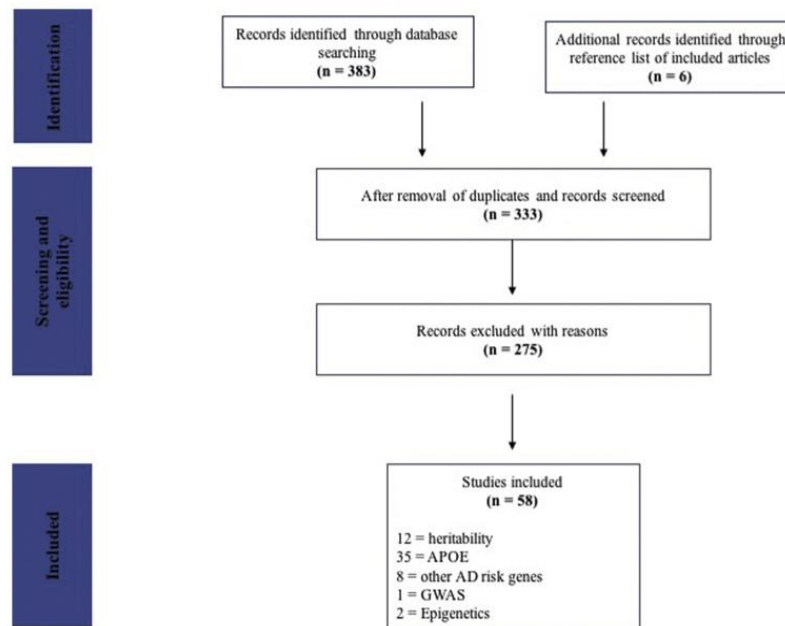 Identification
Records identified through database
searching
(n = 383)
Additional records identified through
reference list of included articles
(n = 6)
Screening and
eligibility
After removal of duplicates and records screened
(n = 333)
Records excluded with reasons
(n = 275)
Included
Studies included
(n = 58)
12 = heritability
35 = APOE
8 = other AD risk genes
1 = GWAS
2 = Epigenetics